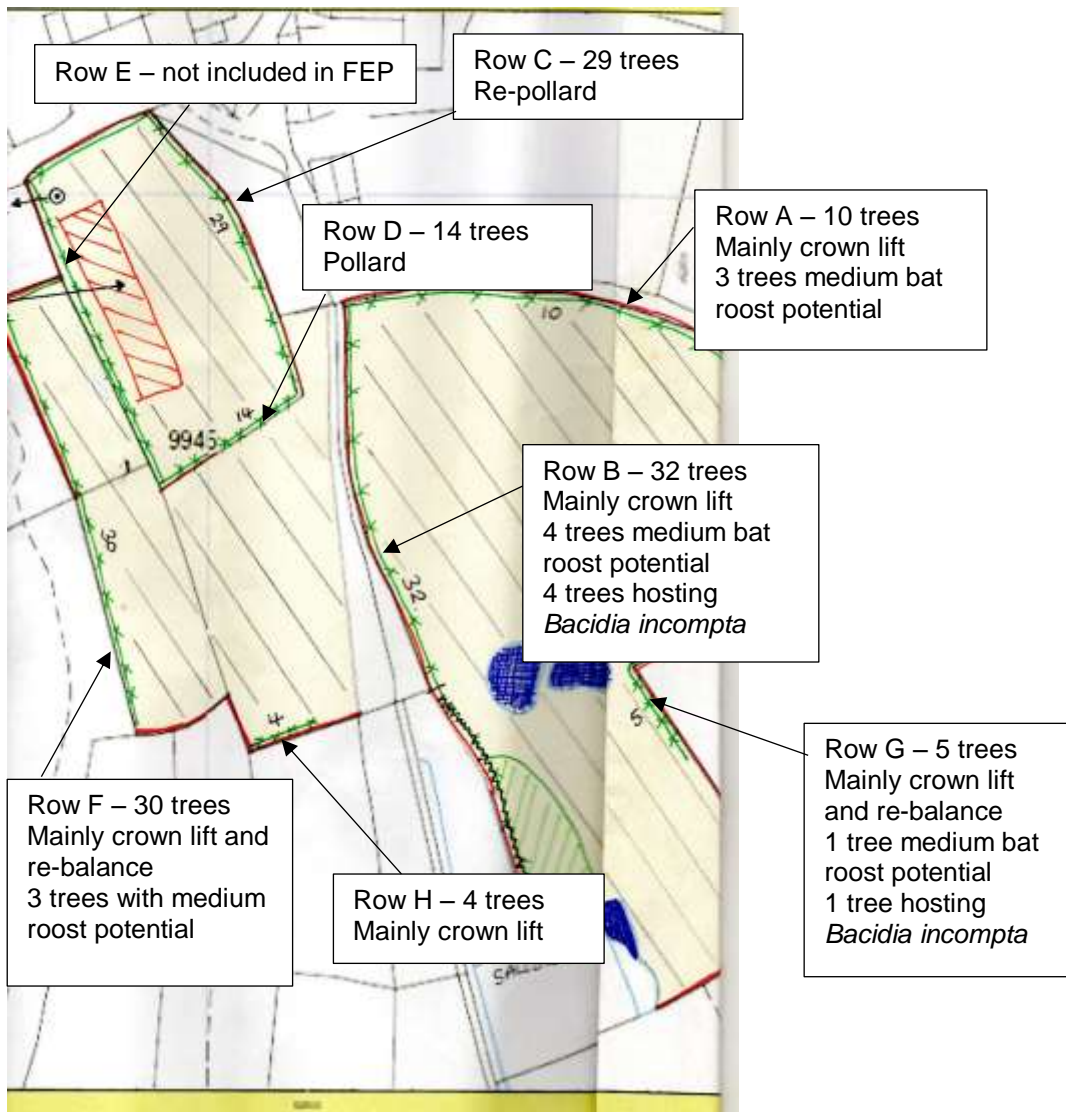 Row E – not included in FEP
Row C – 29 trees
Re-pollard
29
Row D – 14 trees
Pollard
Row A – 10 trees
Mainly crown lift
3 trees medium bat
roost potential
10
14
9945
Row B – 32 trees
Mainly crown lift
4 trees medium bat
roost potential
4 trees hosting
Bacidia incompta
30
32
5
4
Row G – 5 trees
Mainly crown lift
and re-balance
1 tree medium bat
roost potential
1 tree hosting
Bacidia incompta
Row F – 30 trees
Mainly crown lift and
re-balance
3 trees with medium
roost potential
Row H – 4 trees
Mainly crown lift